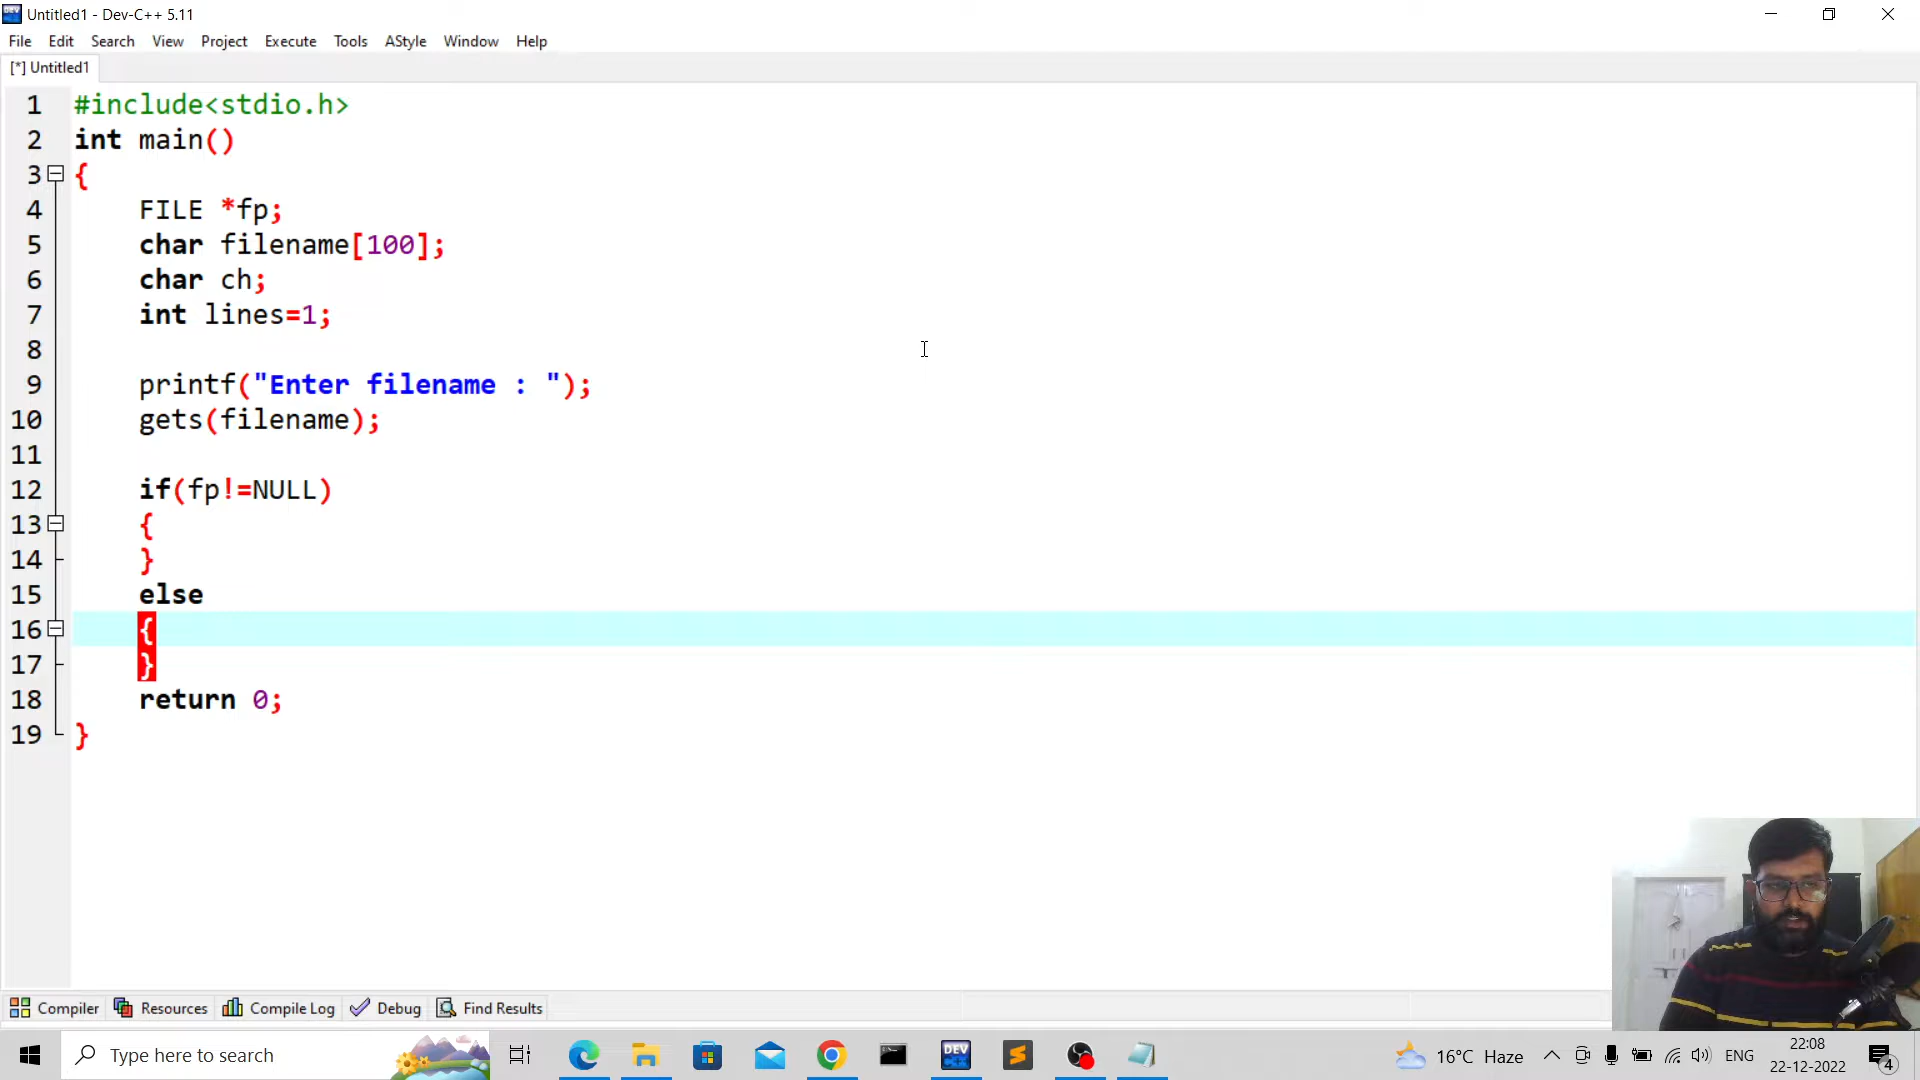 Untitled1 - Dev-C++ 5.11
File Edit Search View Project Execute Tools AStyle Window Help
[*] Untitled1
1 #include<stdio.h>
2 int main()
3 {
4 FILE *fp;
5 char filename[100];
6 char ch;
7 int lines=1;
8
9 printf("Enter filename : ");
10 gets(filename);
11
12 if(fp!=NULL)
13 {
14 }
15 else
16 {
17 }
18 return 0;
19 }
Compiler Resources Compile Log Debug Find Results
Type here to search
DEV
C++
16°C Haze
ENG
22:08
22-12-2022
4